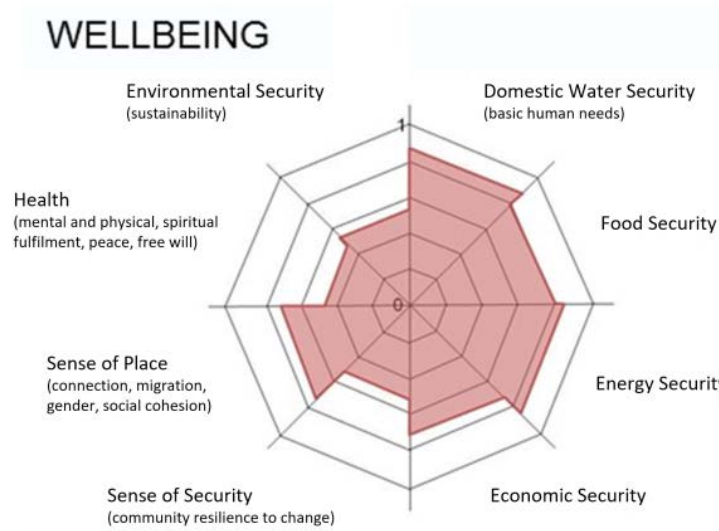 WELLBEING
Environmental Security
(sustainability)
Domestic Water Security
(basic human needs)
1
Health
(mental and physical, spiritual
fulfilment, peace, free will)
Food Security
0
Sense of Place
(connection, migration,
gender, social cohesion)
Energy Securit
Sense of Security
(community resilience to change)
Economic Security